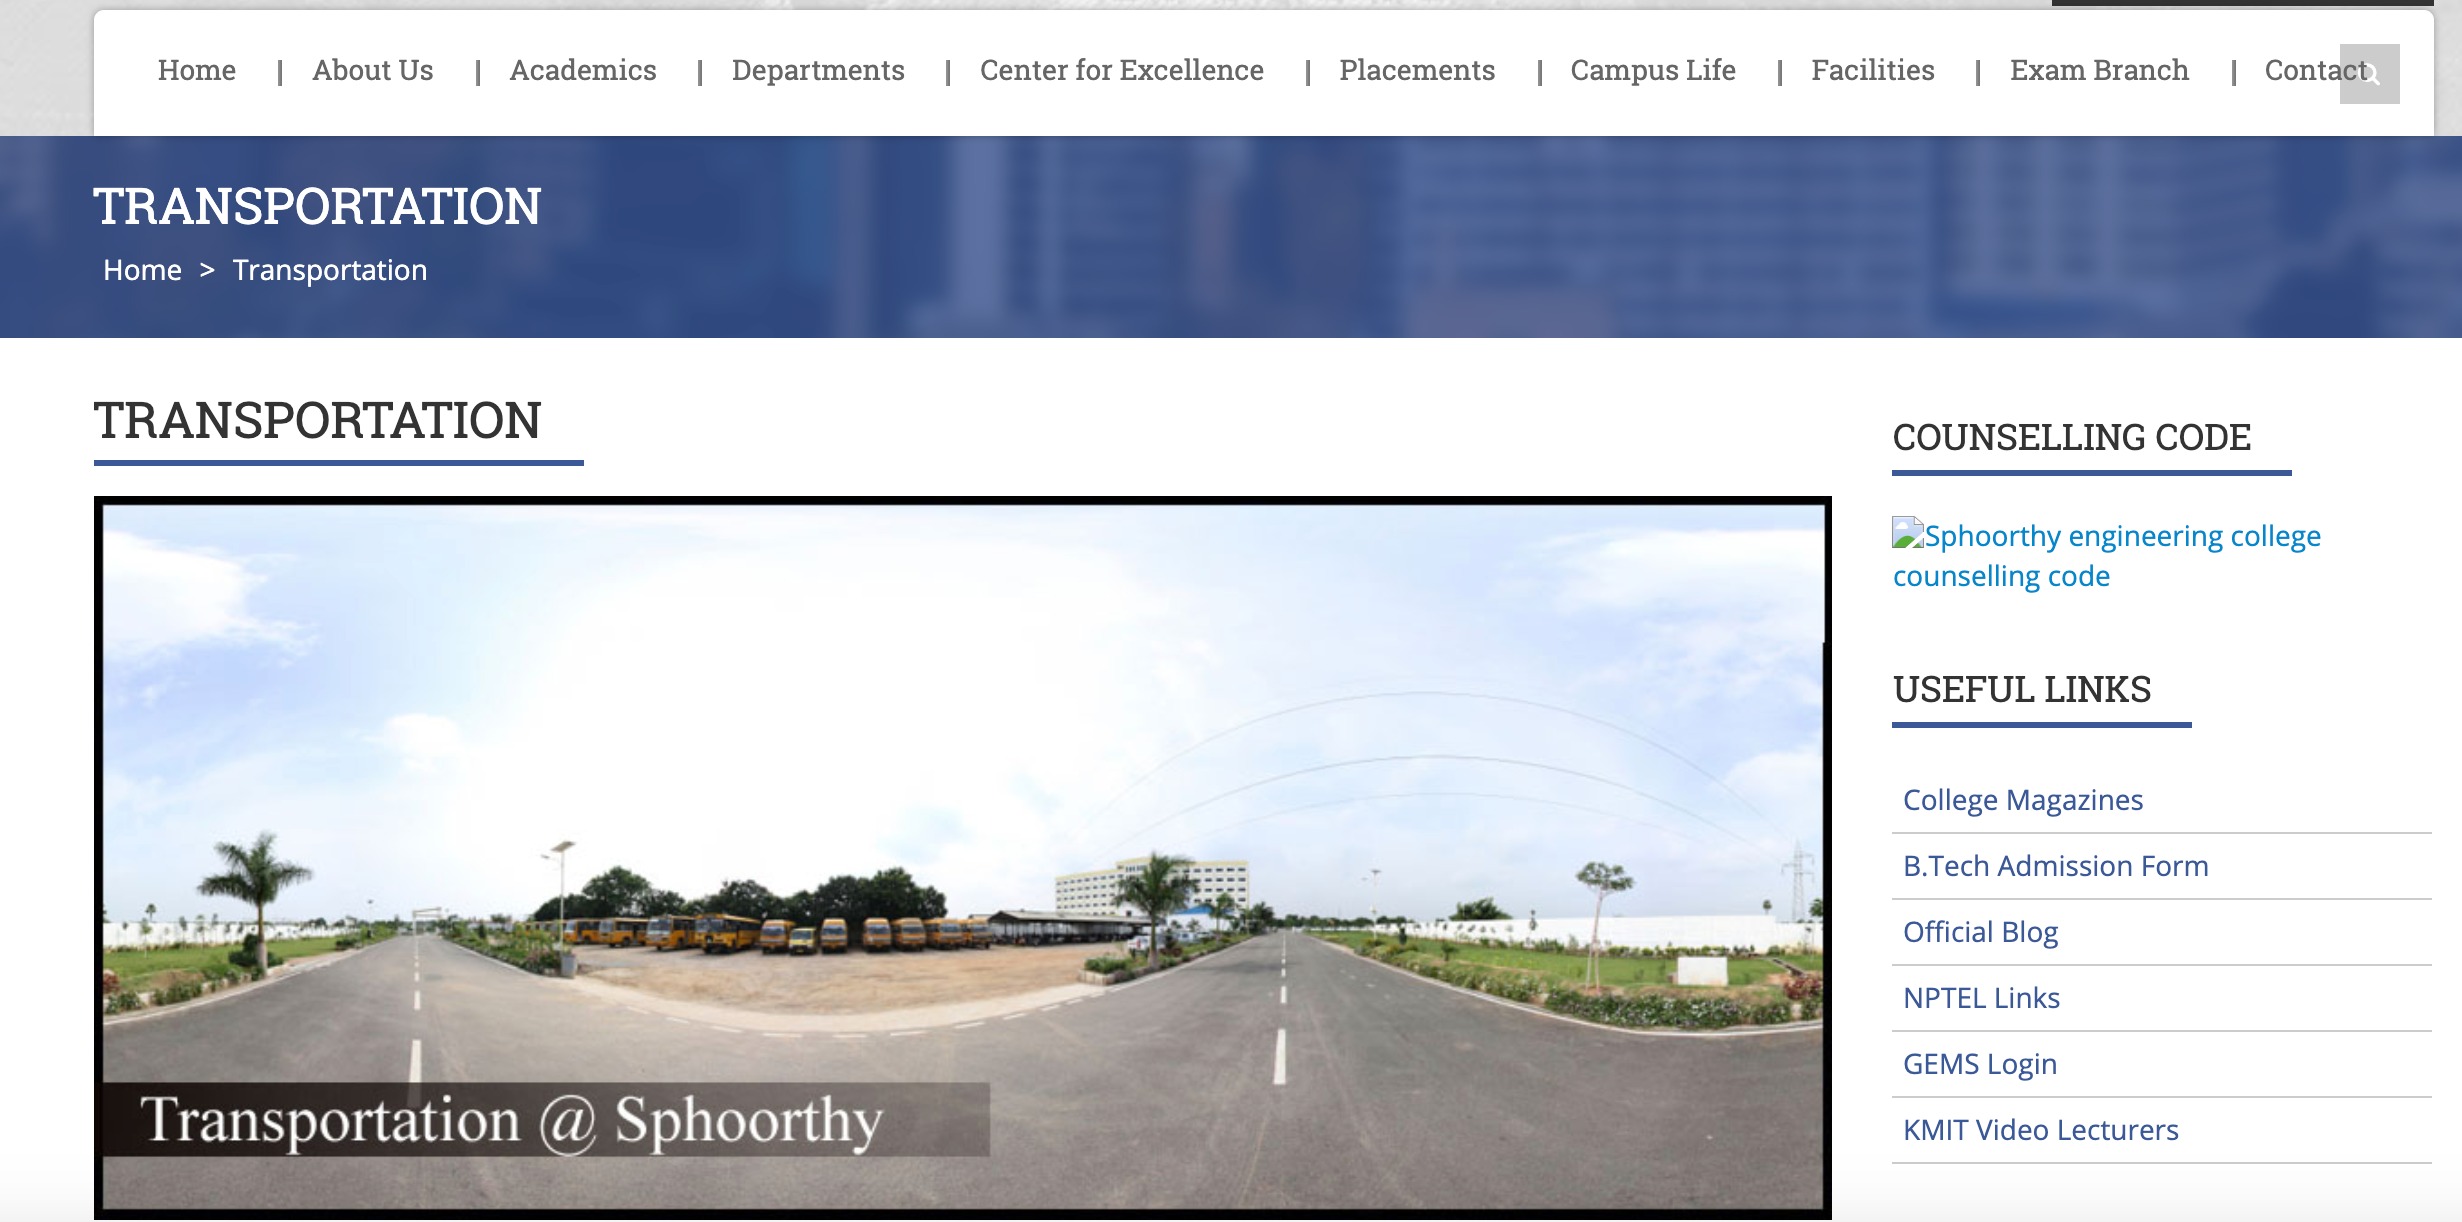 Home | About Us | Academics | Departments | Center for Excellence | Placements | Campus Life | Facilities | Exam Branch | Contact
TRANSPORTATION
Home > Transportation
TRANSPORTATION
Transportation @ Sphoorthy
COUNSELLING CODE
Sphoorthy engineering college
counselling code
USEFUL LINKS
College Magazines
B.Tech Admission Form
Official Blog
NPTEL Links
GEMS Login
KMIT Video Lecturers